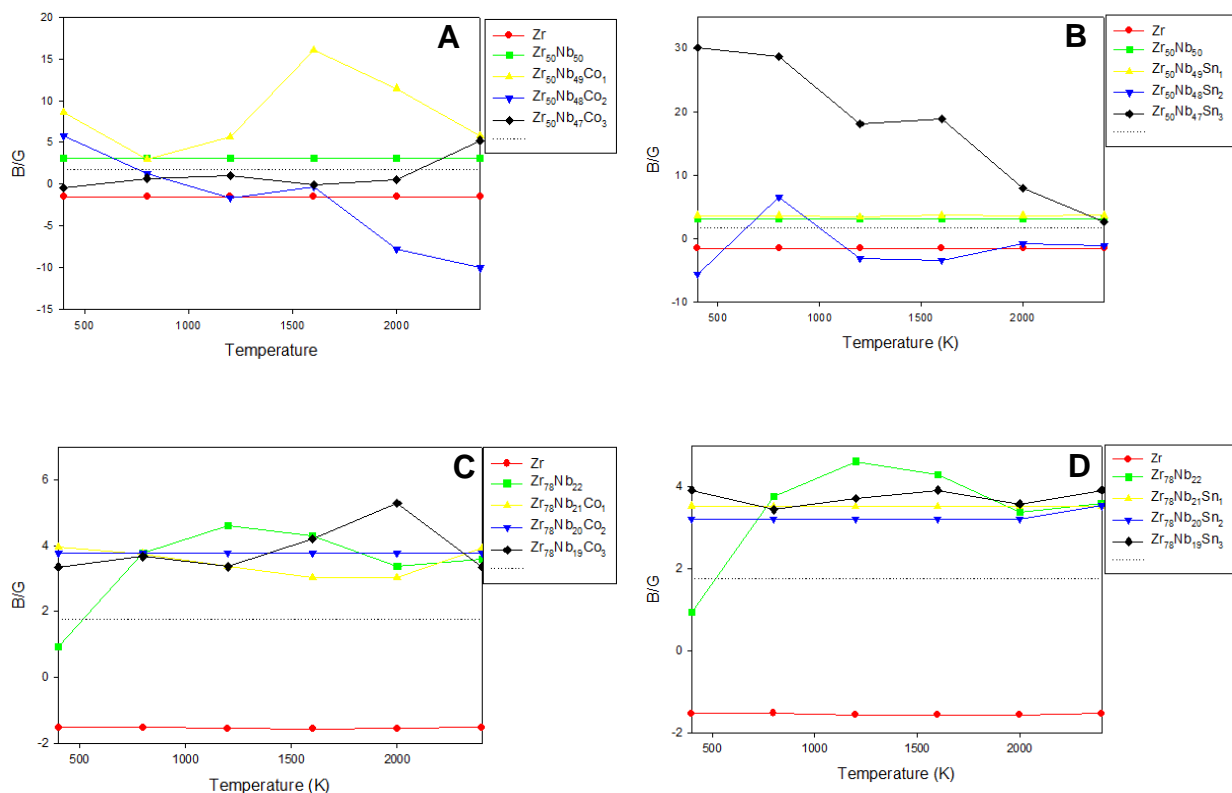 A
20
15
10
5
0
-5
-10
-15
B/G
500
1000
1500
2000
Temperature
Zr
Zr₅₀Nb₅₀
Zr₅₀Nb₄₉Co₁
Zr₅₀Nb₄₈Co₂
Zr₅₀Nb₄₇Co₃
B
30
20
10
0
-10
B/G
500
1000
1500
2000
Temperature (K)
Zr
Zr₅₀Nb₅₀
Zr₅₀Nb₄₉Sn₁
Zr₅₀Nb₄₈Sn₂
Zr₅₀Nb₄₇Sn₃
C
6
4
2
0
-2
B/G
500
1000
1500
2000
Temperature (K)
Zr
Zr₇₈Nb₂₂
Zr₇₈Nb₂₁Co₁
Zr₇₈Nb₂₀Co₂
Zr₇₈Nb₁₉Co₃
D
4
2
0
-2
B/G
500
1000
1500
2000
Temperature (K)
Zr
Zr₇₈Nb₂₂
Zr₇₈Nb₂₁Sn₁
Zr₇₈Nb₂₀Sn₂
Zr₇₈Nb₁₉Sn₃